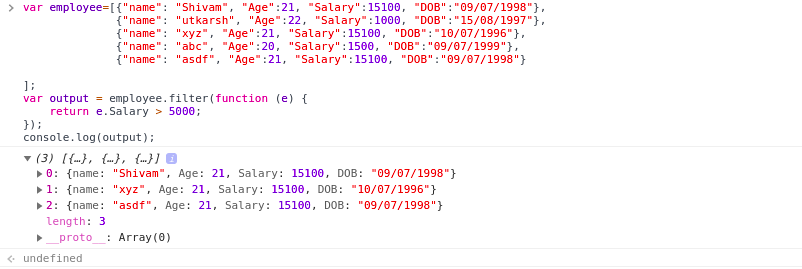 var employee=[{"name": "Shivam", "Age":21, "Salary":15100, "DOB":"09/07/1998"},
{"name": "utkarsh", "Age":22, "Salary":1000, "DOB":"15/08/1997"},
{"name": "xyz", "Age":21, "Salary":15100, "DOB":"10/07/1996"},
{"name": "abc", "Age":20, "Salary":1500, "DOB":"09/07/1999"},
{"name": "asdf", "Age":21, "Salary":15100, "DOB":"09/07/1998"}
];
var output = employee.filter(function (e) {
return e.Salary > 5000;
});
console.log(output);
(3) [{…}, {…}, {…}] i
0: {name: "Shivam", Age: 21, Salary: 15100, DOB: "09/07/1998"}
1: {name: "xyz", Age: 21, Salary: 15100, DOB: "10/07/1996"}
2: {name: "asdf", Age: 21, Salary: 15100, DOB: "09/07/1998"}
length: 3
__proto__: Array(0)
undefined